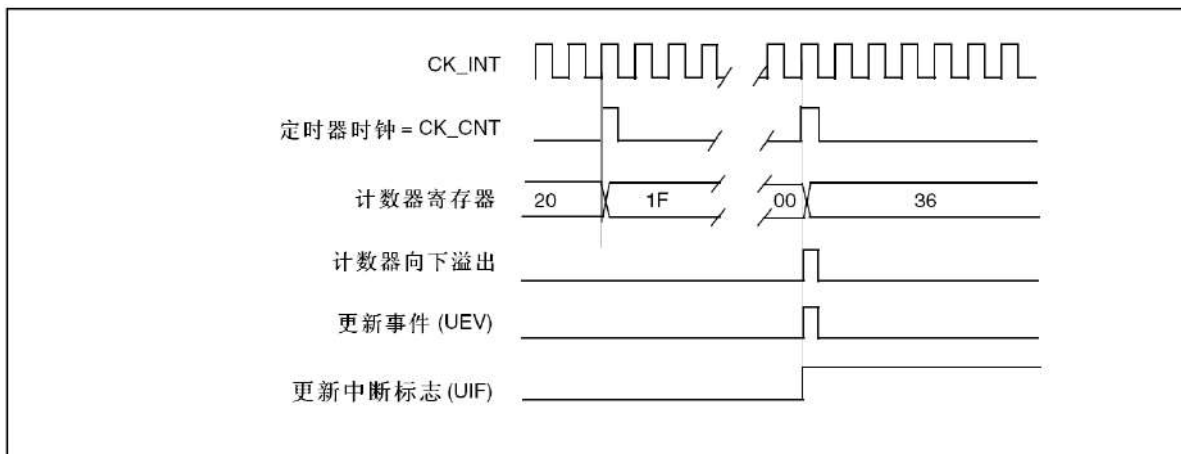 CK_INT
定时器时钟 = CK_CNT
计数器寄存器 20 1F 00 36
计数器向下溢出
更新事件 (UEV)
更新中断标志 (UIF)